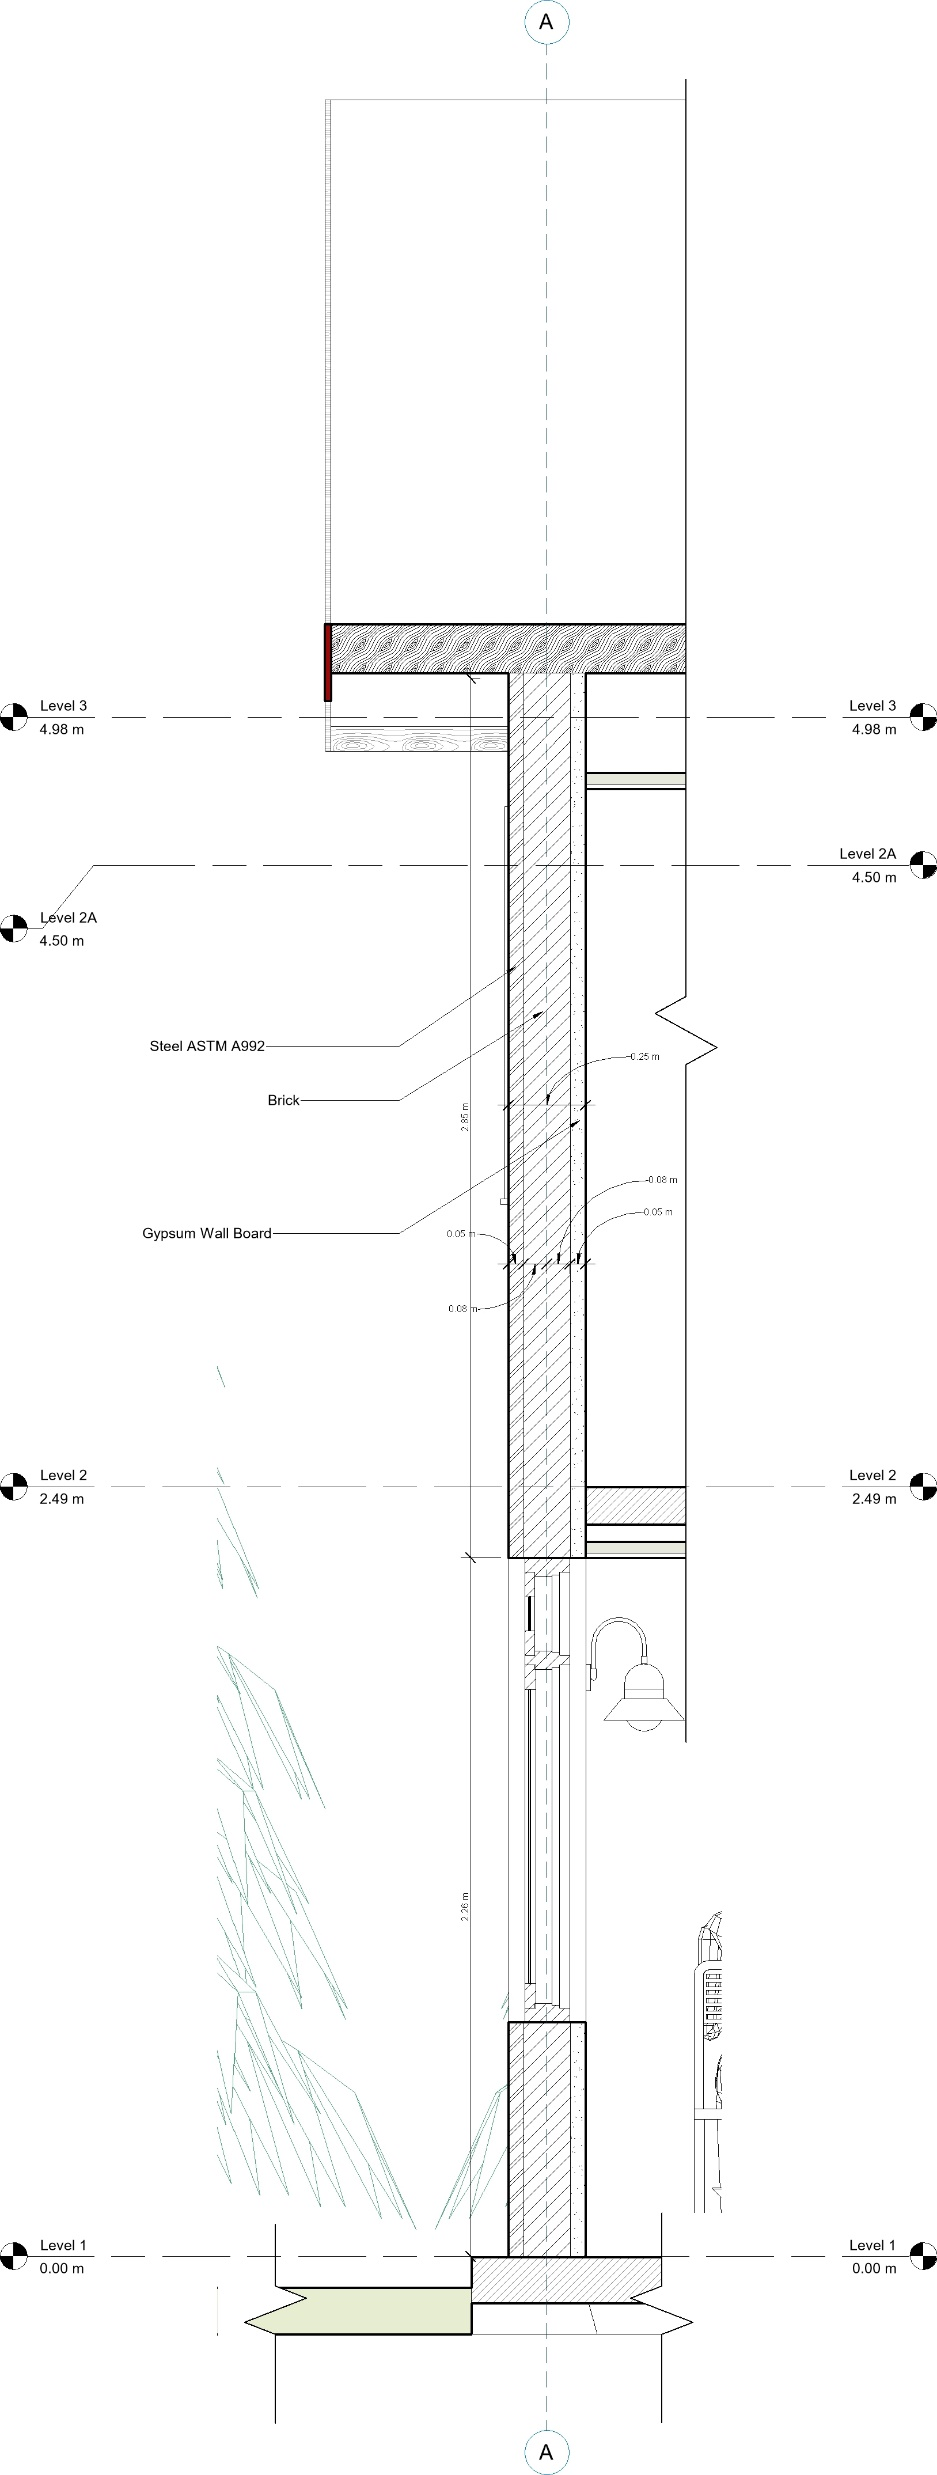 A
Level 3
4.98 m
Level 3
4.98 m
Level 2A
4.50 m
Level 2A
4.50 m
Steel ASTM A992
0.25 m
Brick
2.85 m
0.08 m
0.05 m
Gypsum Wall Board
0.05 m
0.08 m
Level 2
2.49 m
Level 2
2.49 m
2.26 m
Level 1
0.00 m
Level 1
0.00 m
A